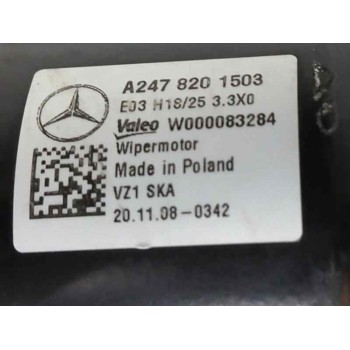 A247 820 1503
E03 H18/25 3.3X0
Valeo W000083284
Wipermotor
Made in Poland
VZ1 SKA
20.11.08-0342